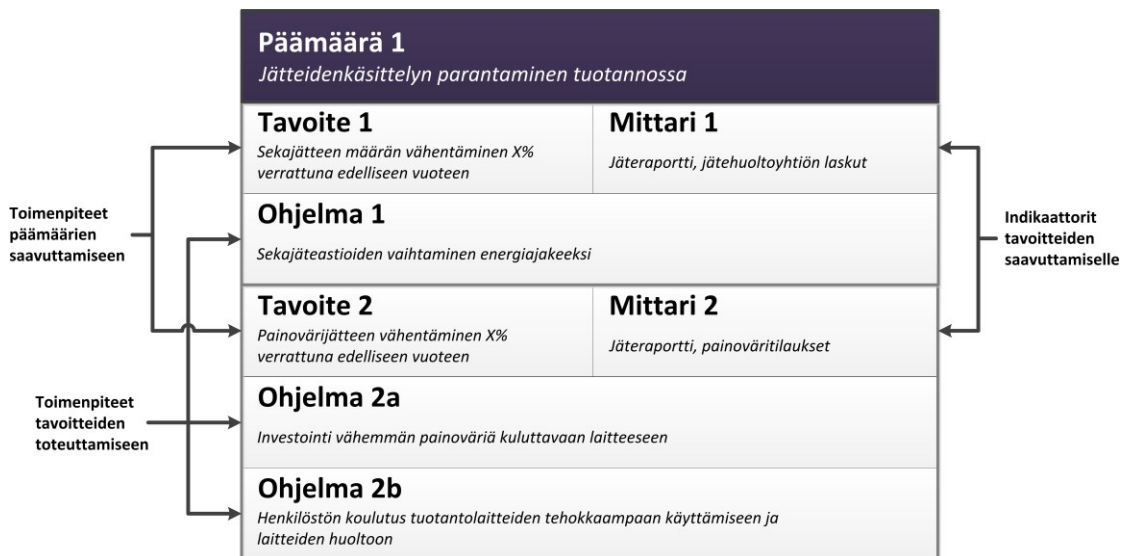 Päämäärä 1
Jätteidenkäsittelyn parantaminen tuotannossa
Tavoite 1
Sekajätteen määrän vähentäminen X%
verrattuna edelliseen vuoteen
Mittari 1
Jäteraportti, jätehuoltoyhtiön laskut
Ohjelma 1
Sekajäteastioiden vaihtaminen energiajakeeksi
Tavoite 2
Painovärijätteen vähentäminen X%
verrattuna edelliseen vuoteen
Mittari 2
Jäteraportti, painoväritilaukset
Ohjelma 2a
Investointi vähemmän painoväriä kuluttavaan laitteeseen
Ohjelma 2b
Henkilöstön koulutus tuotantolaitteiden tehokkaampaan käyttämiseen ja
laitteiden huoltoon
Toimenpiteet
päämäärien
saavuttamiseen
Toimenpiteet
tavoitteiden
toteuttamiseen
Indikaattorit
tavoitteiden
saavuttamiselle